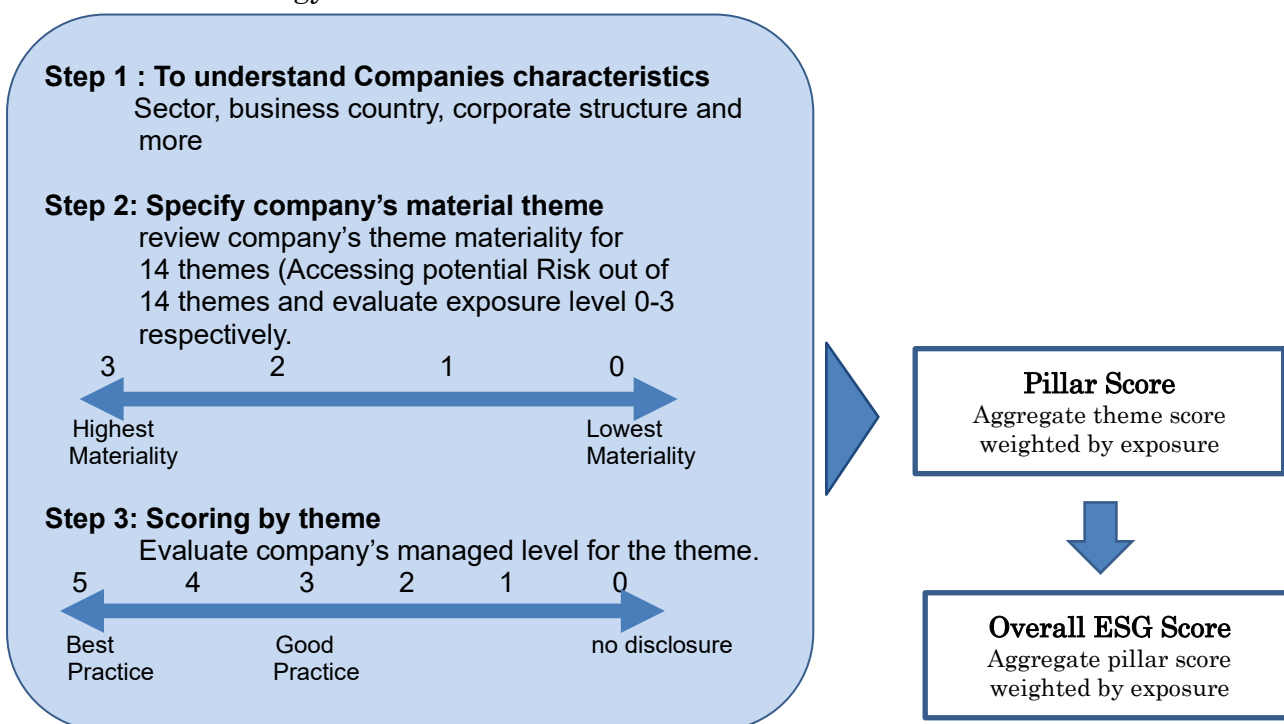 Step 1 : To understand Companies characteristics
Sector, business country, corporate structure and
more
Step 2: Specify company's material theme
review company's theme materiality for
14 themes (Accessing potential Risk out of
14 themes and evaluate exposure level 0-3
respectively.
3 2 1 0
Highest
Materiality
Lowest
Materiality
Step 3: Scoring by theme
Evaluate company's managed level for the theme.
5 4 3 2 1 0
Best
Practice
Good
Practice
no disclosure
Pillar Score
Aggregate theme score
weighted by exposure
Overall ESG Score
Aggregate pillar score
weighted by exposure